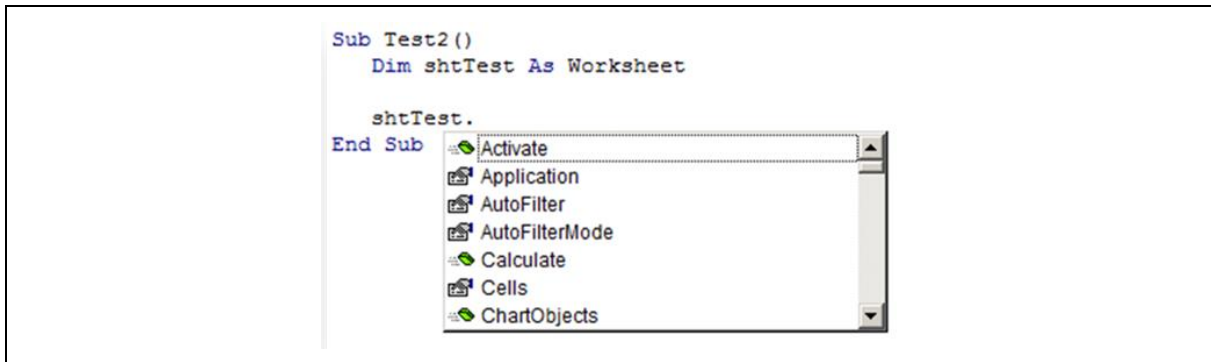 Sub Test2()
Dim shtTest As Worksheet
shtTest.
End Sub
Activate
Application
AutoFilter
AutoFilterMode
Calculate
Cells
ChartObjects